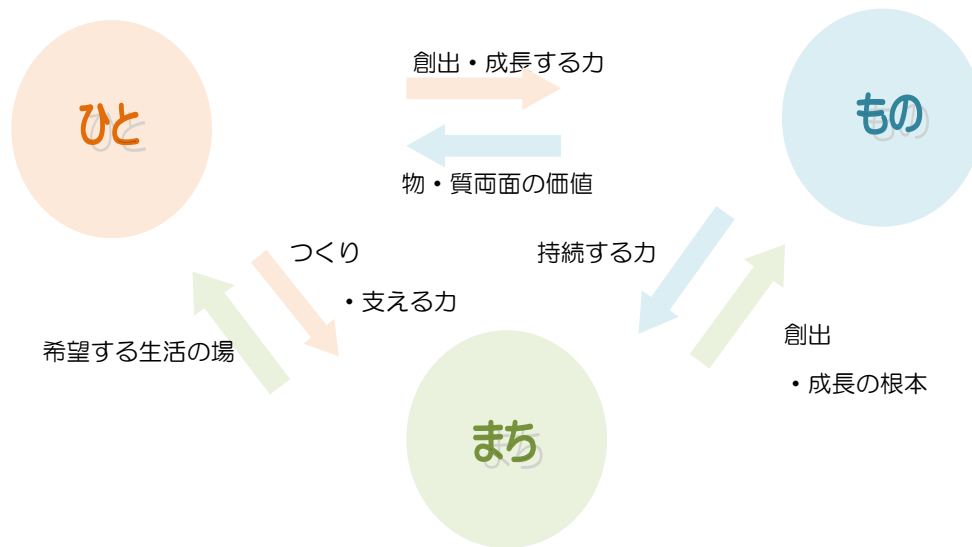 創出・成長する力
ひと
もの
物・質両面の価値
つくり
持続する力
・支える力
創出
希望する生活の場
・成長の根本
まち